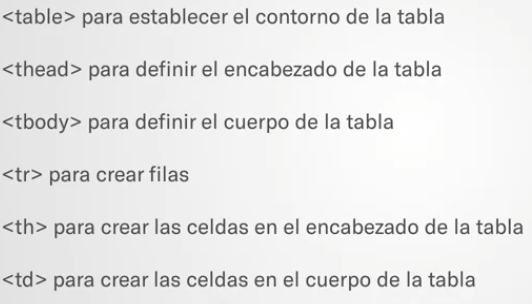 <table> para establecer el contorno de la tabla
<thead> para definir el encabezado de la tabla
<tbody> para definir el cuerpo de la tabla
<tr> para crear filas
<th> para crear las celdas en el encabezado de la tabla
<td> para crear las celdas en el cuerpo de la tabla